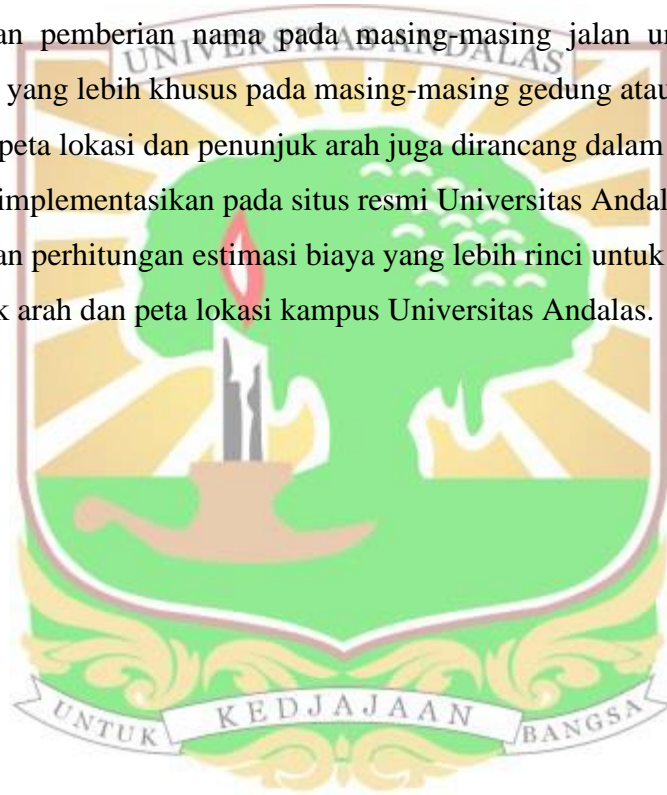 an pemberian nama pada masing-masing jalan un
yang lebih khusus pada masing-masing gedung atau
peta lokasi dan penunjuk arah juga dirancang dalam
implementasikan pada situs resmi Universitas Andal
an perhitungan estimasi biaya yang lebih rinci untuk
k arah dan peta lokasi kampus Universitas Andalas.
UNIVERSITAS ANDALAS
UNTUK KEDJAJAAN BANGSA